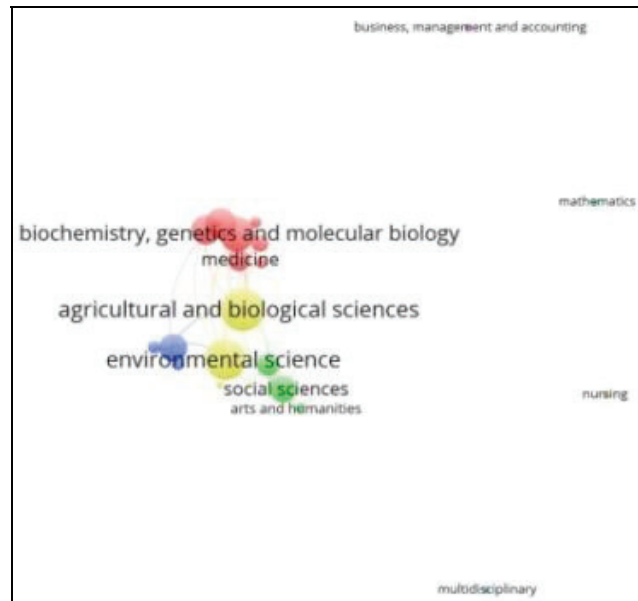 business, management and accounting
mathematics
biochemistry, genetics and molecular biology
medicine
agricultural and biological sciences
environmental science
social sciences
nursing
arts and humanities
multidisciplinary